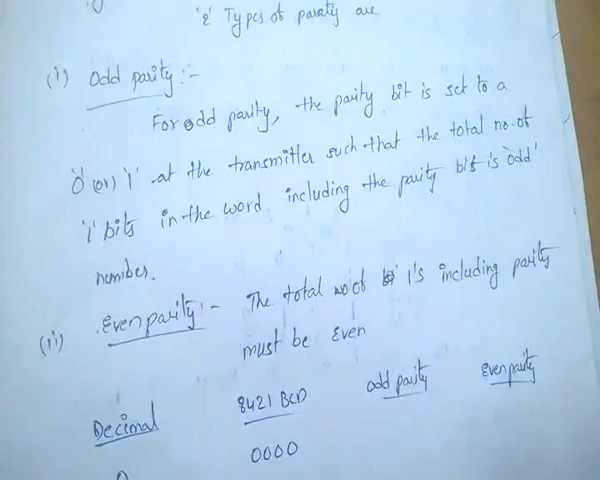 '2' Types of parity are
(i) Odd parity :-
For odd parity, the parity bit is set to a
'0' (or) '1' at the transmitter such that the total no. of
'1' bits in the word including the parity bit is 'odd'
number.
(ii) Even parity :- The total no of 1's including parity
must be Even
Decimal 8421 BCD odd parity Even parity
0 0000